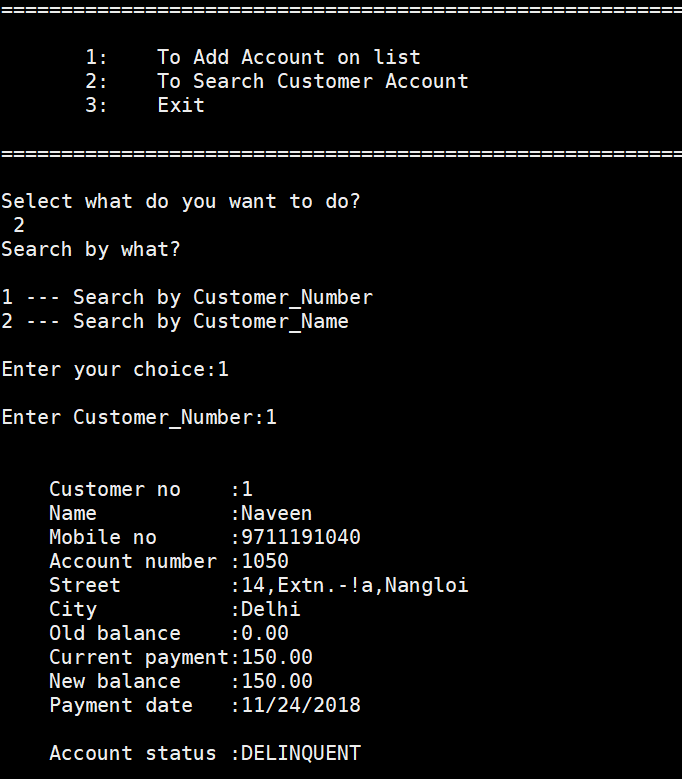 =========================================================
1: To Add Account on list
2: To Search Customer Account
3: Exit
=========================================================
Select what do you want to do?
2
Search by what?
1 --- Search by Customer_Number
2 --- Search by Customer_Name
Enter your choice:1
Enter Customer_Number:1
Customer no :1
Name :Naveen
Mobile no :9711191040
Account number :1050
Street :14,Extn.-!a,Nangloi
City :Delhi
Old balance :0.00
Current payment:150.00
New balance :150.00
Payment date :11/24/2018
Account status :DELINQUENT